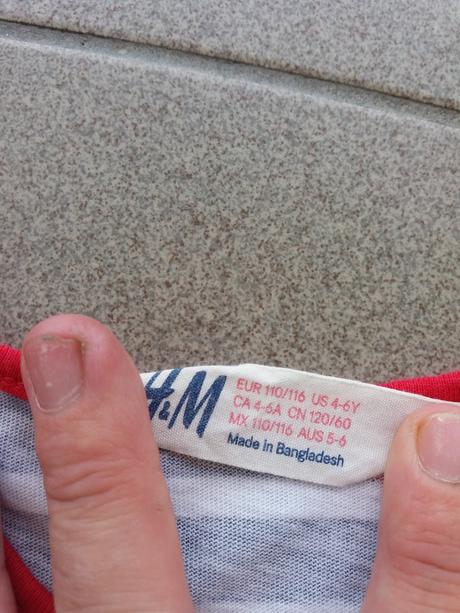 H&M
EUR 110/116 US 4-6Y
CA 4-6A CN 120/60
MX 110/116 AUS 5-6
Made in Bangladesh